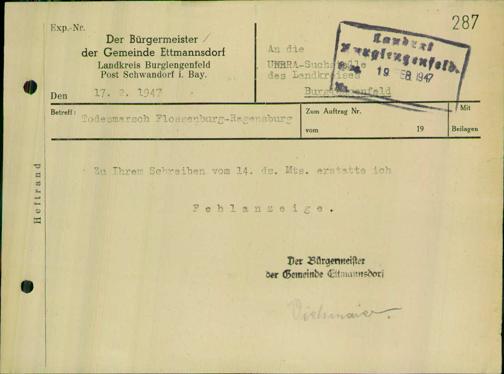 Exp.-Nr.
287
Der Bürgermeister
der Gemeinde Ettmannsdorf
Landkreis Burglengenfeld
Post Schwandorf i. Bay.
Den 17. 2. 1947
An die
UNRRA-Suchstelle
des Landkreises
Burglengenfeld
Landrat
Burglengenfeld.
19. FEB 1947
Betreff:
Todesmarsch Flossenburg-Regensburg
Zum Auftrag Nr.
vom 19
Mit
Beilagen
Heftrand
Zu Ihrem Schreiben vom 14. ds. Mts. erstatte ich
Fehlanzeige.
Der Bürgermeister
der Gemeinde Ettmannsdorf